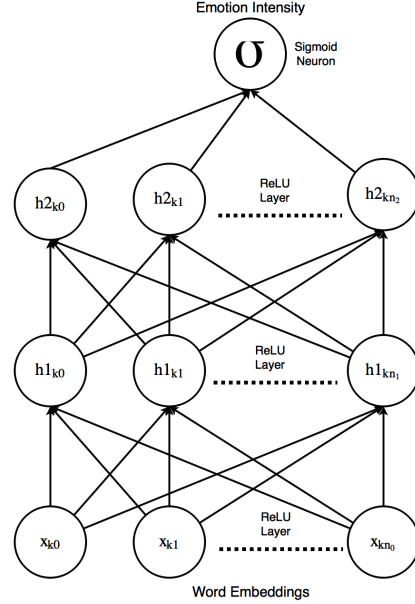 Emotion Intensity
σ
Sigmoid
Neuron
h2k0
h2k1
ReLU
Layer
h2kn2
h1k0
h1k1
ReLU
Layer
h1kn1
xk0
xk1
ReLU
Layer
xkn0
Word Embeddings